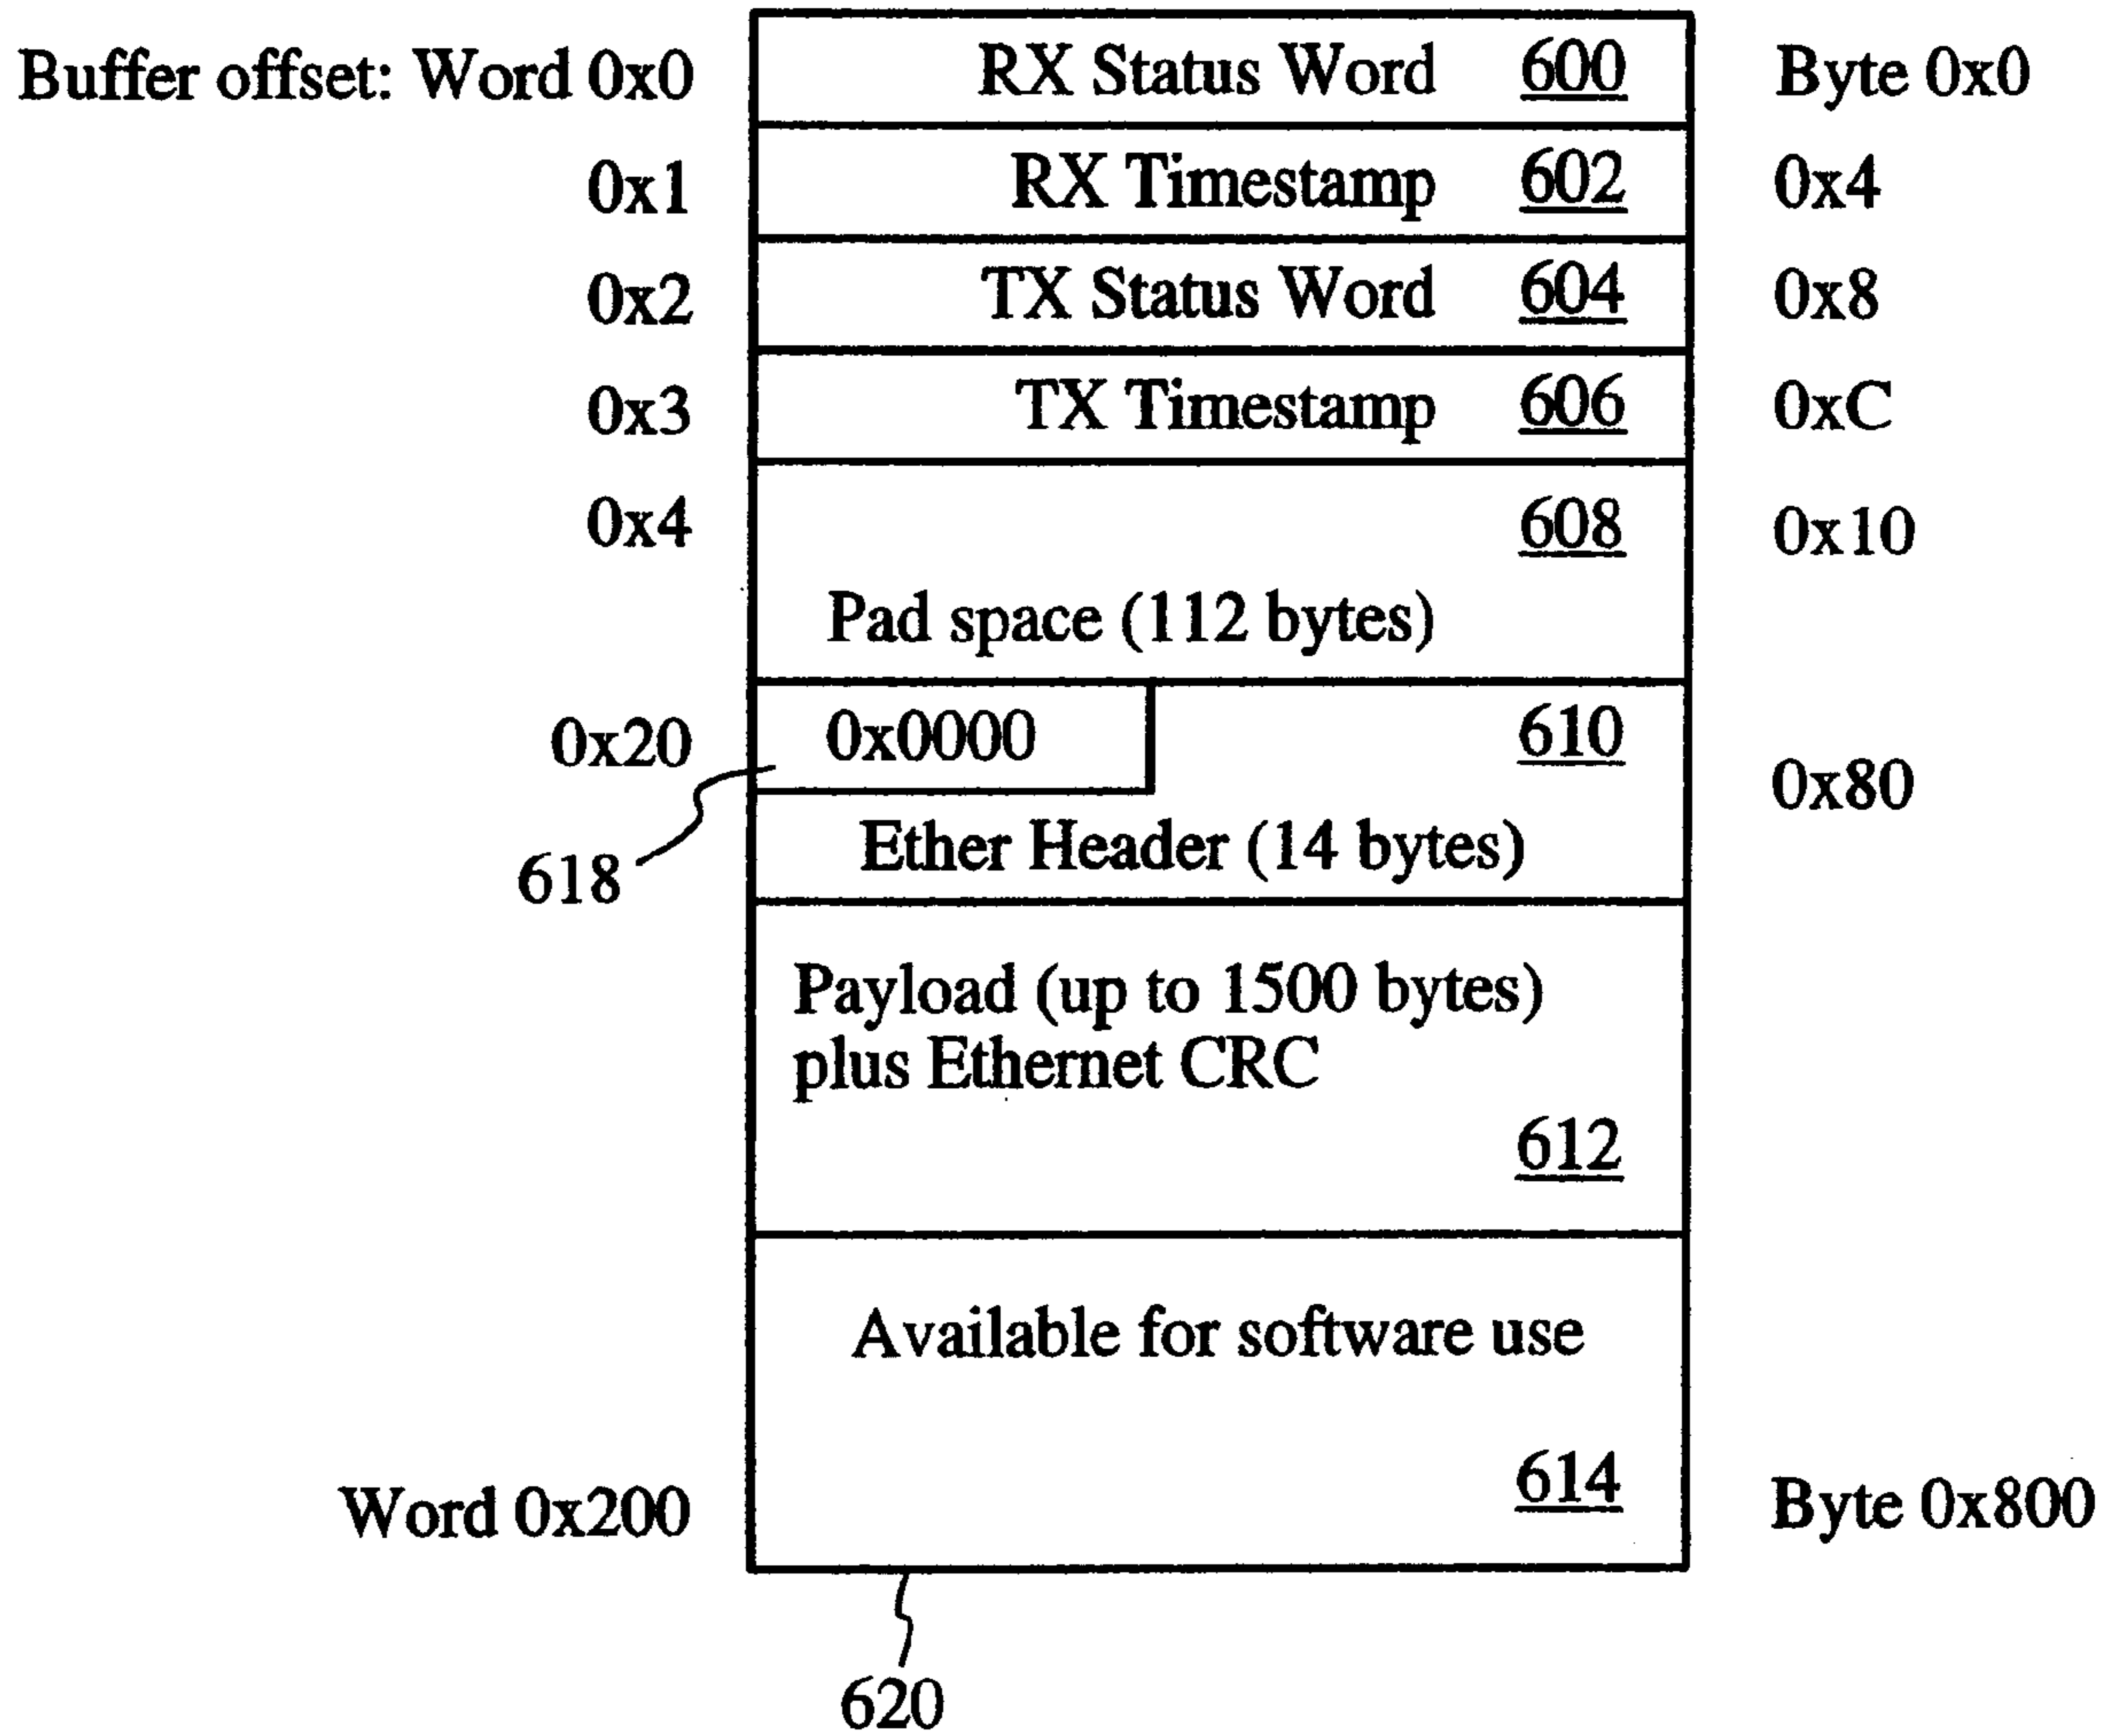 Buffer offset: Word 0x0 RX Status Word 600 Byte 0x0
0x1 RX Timestamp 602 0x4
0x2 TX Status Word 604 0x8
0x3 TX Timestamp 606 0xC
0x4 608 0x10
Pad space (112 bytes)
0x20 0x0000 610 0x80
618 Ether Header (14 bytes)
Payload (up to 1500 bytes)
plus Ethernet CRC
612
Available for software use
Word 0x200 614 Byte 0x800
620